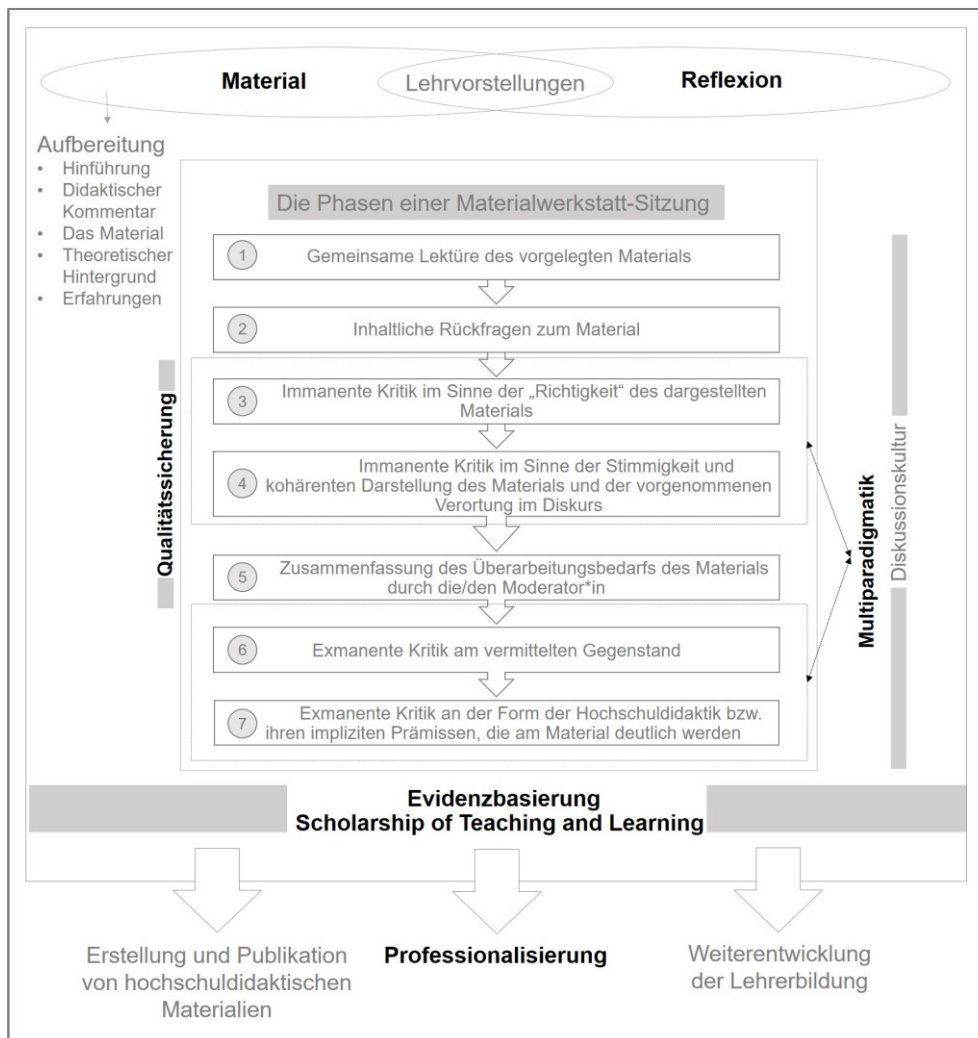 Material
Lehrvorstellungen
Reflexion
Aufbereitung
• Hinführung
• Didaktischer
Kommentar
• Das Material
• Theoretischer
Hintergrund
• Erfahrungen
Die Phasen einer Materialwerkstatt-Sitzung
1 Gemeinsame Lektüre des vorgelegten Materials
2 Inhaltliche Rückfragen zum Material
3 Immanente Kritik im Sinne der „Richtigkeit“ des dargestellten
Materials
4 Immanente Kritik im Sinne der Stimmigkeit und
kohärenten Darstellung des Materials und der vorgenommenen
Verortung im Diskurs
5 Zusammenfassung des Überarbeitungsbedarfs des Materials
durch die/den Moderator*in
6 Exmanente Kritik am vermittelten Gegenstand
7 Exmanente Kritik an der Form der Hochschuldidaktik bzw.
ihren impliziten Prämissen, die am Material deutlich werden
Qualitätssicherung
Multiparadigmatik
Diskussionskultur
Evidenzbasierung
Scholarship of Teaching and Learning
Erstellung und Publikation
von hochschuldidaktischen
Materialien
Professionalisierung
Weiterentwicklung
der Lehrerbildung